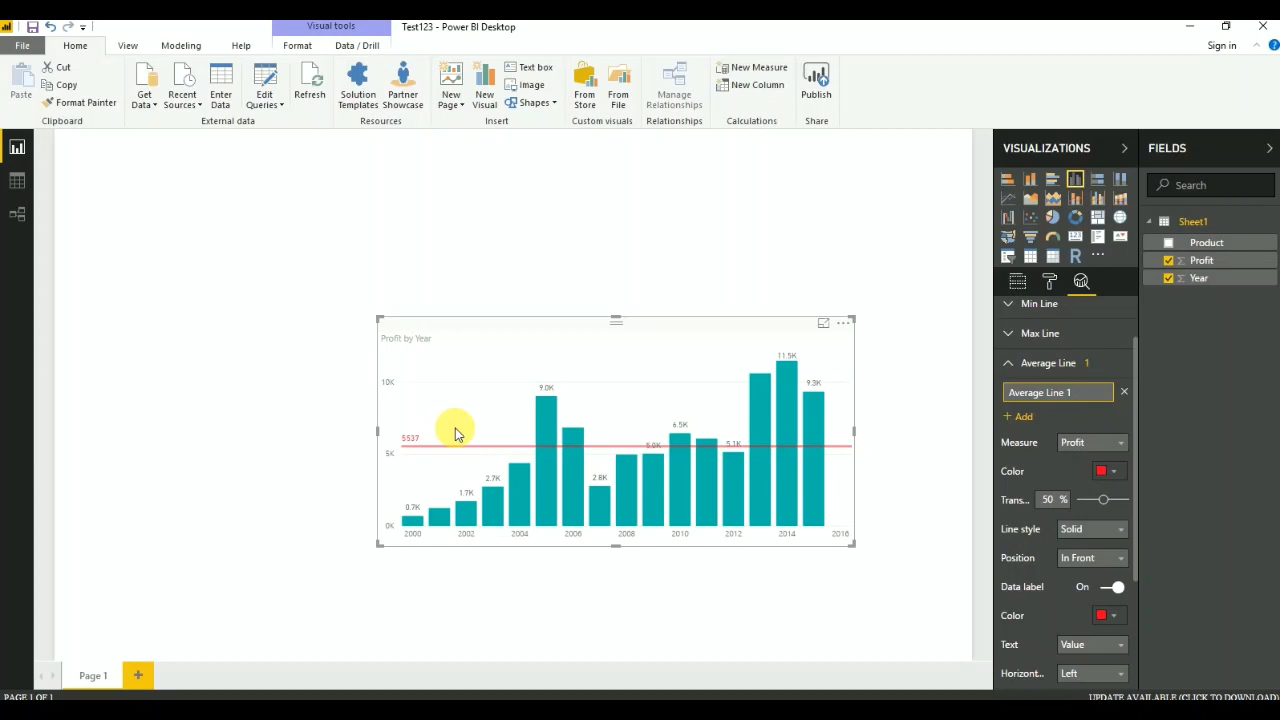 Visual tools
Test123 - Power BI Desktop
File
Home
View
Modeling
Help
Format
Data / Drill
Sign in
Paste
Cut
Copy
Format Painter
Clipboard
Get Data
Recent Sources
Enter Data
Edit Queries
Refresh
External data
Solution Templates
Partner Showcase
Resources
New Page
New Visual
Text box
Image
Shapes
Insert
From Store
From File
Custom visuals
Manage Relationships
Relationships
New Measure
New Column
Calculations
Publish
Share
VISUALIZATIONS
FIELDS
Search
Sheet1
Product
Σ Profit
Σ Year
R
Min Line
Max Line
Average Line 1
Average Line 1
+ Add
Measure Profit
Color
Trans... 50 %
Line style Solid
Position In Front
Data label On
Color
Text Value
Horizont... Left
Profit by Year
10K
5K
0K
5537
0.7K
1.7K
2.7K
9.0K
2.8K
5.0K
6.5K
5.1K
11.5K
9.3K
2000 2002 2004 2006 2008 2010 2012 2014 2016
Page 1
PAGE 1 OF 1
UPDATE AVAILABLE (CLICK TO DOWNLOAD)